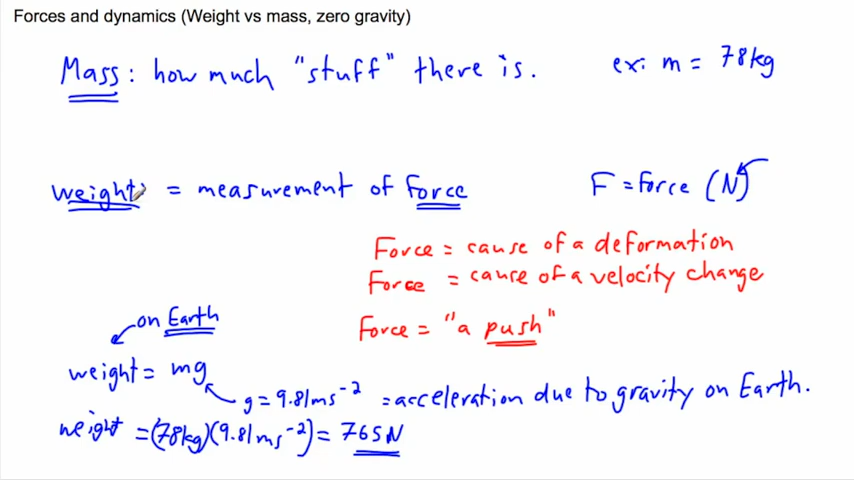 Forces and dynamics (Weight vs mass, zero gravity)
Mass: how much "stuff" there is. ex: m = 78kg
weight = measurement of force F = force (N)
Force = cause of a deformation
Force = cause of a velocity change
on Earth
Force = "a push"
weight = mg
g = 9.81ms⁻² = acceleration due to gravity on Earth.
weight = (78kg)(9.81ms⁻²) = 765N